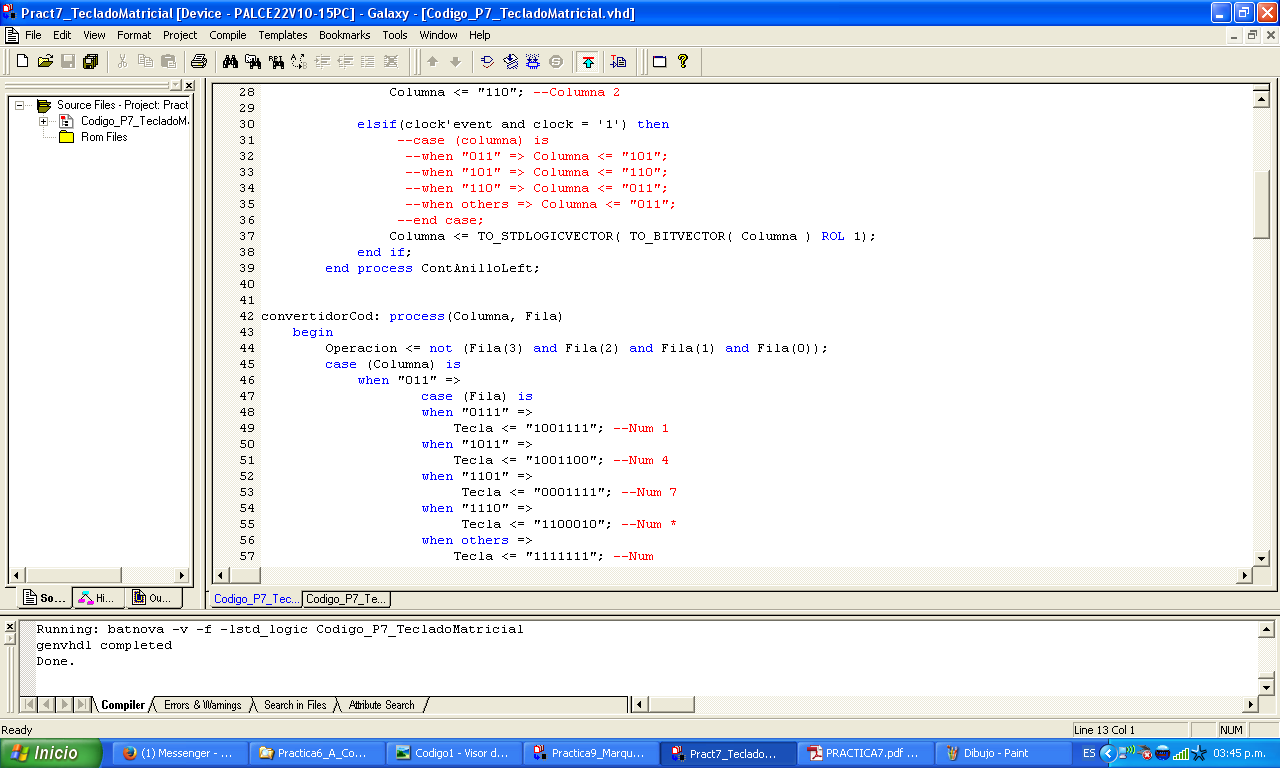 Pract7_TecladoMatricial [Device - PALCE22V10-15PC] - Galaxy - [Codigo_P7_TecladoMatricial.vhd]
File Edit View Format Project Compile Templates Bookmarks Tools Window Help
Source Files - Project: Pract
Codigo_P7_TecladoM
Rom Files
28 Columna <= "110"; --Columna 2
29
30 elsif(clock'event and clock = '1') then
31 --case (columna) is
32 --when "011" => Columna <= "101";
33 --when "101" => Columna <= "110";
34 --when "110" => Columna <= "011";
35 --when others => Columna <= "011";
36 --end case;
37 Columna <= TO_STDLOGICVECTOR( TO_BITVECTOR( Columna ) ROL 1);
38 end if;
39 end process ContAnilloLeft;
40
41
42 convertidorCod: process(Columna, Fila)
43 begin
44 Operacion <= not (Fila(3) and Fila(2) and Fila(1) and Fila(0));
45 case (Columna) is
46 when "011" =>
47 case (Fila) is
48 when "0111" =>
49 Tecla <= "1001111"; --Num 1
50 when "1011" =>
51 Tecla <= "1001100"; --Num 4
52 when "1101" =>
53 Tecla <= "0001111"; --Num 7
54 when "1110" =>
55 Tecla <= "1100010"; --Num *
56 when others =>
57 Tecla <= "1111111"; --Num
So... Hi... Ou...
Codigo_P7_Tec... Codigo_P7_Te...
Running: batnova -v -f -lstd_logic Codigo_P7_TecladoMatricial
genvhdl completed
Done.
Compiler Errors & Warnings Search in Files Attribute Search
Ready Line 13 Col 1 NUM
Inicio (1) Messenger - ... Practica6_A_Co... Codigo1 - Visor d... Practica9_Marqu... Pract7_Teclado... PRACTICA7.pdf ... Dibujo - Paint ES 03:45 p.m.